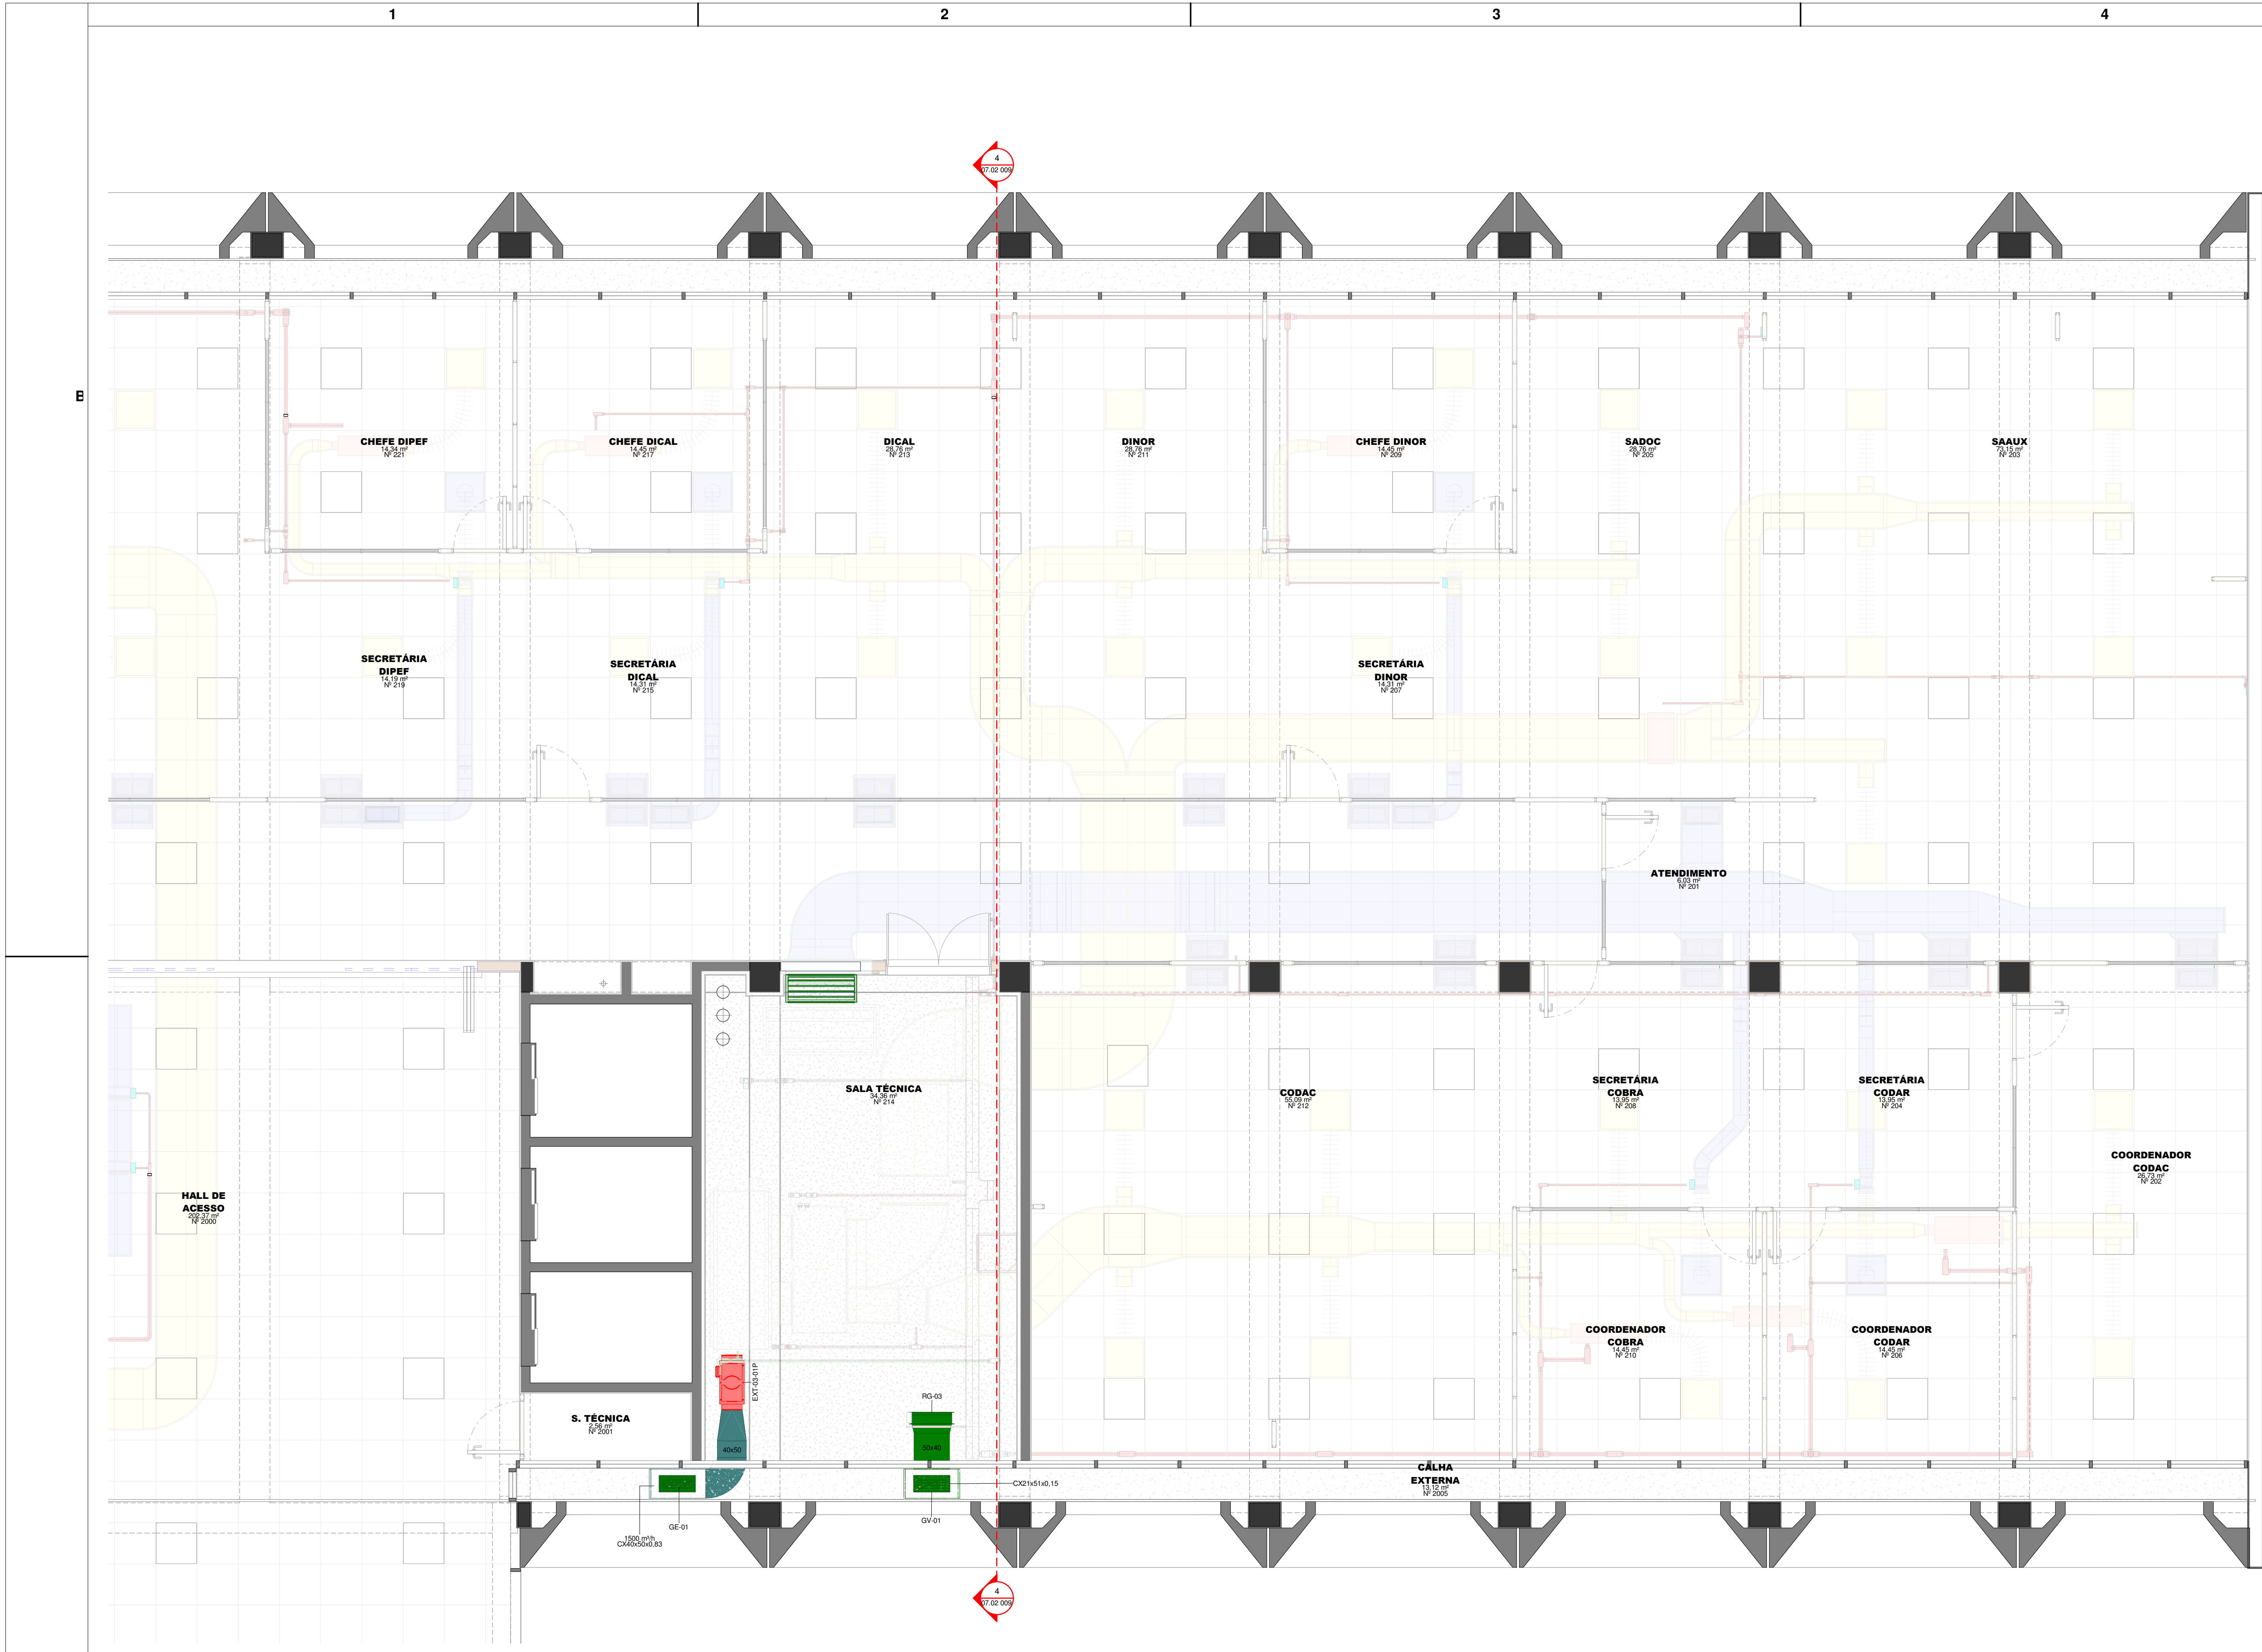 1
2
3
4
B
4
07.02 009
CHEFE DIPEF
14,34 m²
Nº 221
CHEFE DICAL
14,45 m²
Nº 217
DICAL
28,76 m²
Nº 213
DINOR
28,76 m²
Nº 211
CHEFE DINOR
14,45 m²
Nº 209
SADOC
28,76 m²
Nº 205
SAAUX
73,15 m²
Nº 203
SECRETÁRIA
DIPEF
14,19 m²
Nº 219
SECRETÁRIA
DICAL
14,31 m²
Nº 215
SECRETÁRIA
DINOR
14,31 m²
Nº 207
ATENDIMENTO
6,03 m²
Nº 201
SALA TÉCNICA
34,36 m²
Nº 214
CODAC
55,09 m²
Nº 212
SECRETÁRIA
COBRA
13,95 m²
Nº 208
SECRETÁRIA
CODAR
13,95 m²
Nº 204
COORDENADOR
CODAC
26,73 m²
Nº 202
HALL DE
ACESSO
202,37 m²
Nº 2000
COORDENADOR
COBRA
14,45 m²
Nº 210
COORDENADOR
CODAR
14,45 m²
Nº 206
EXT-03-01P
RG-03
S. TÉCNICA
2,56 m²
Nº 2001
40x50
50x40
CALHA
EXTERNA
13,12 m²
Nº 2005
CX21x51x0,15
GE-01
GV-01
1500 m³/h
CX40x50x0,83
4
07.02 009